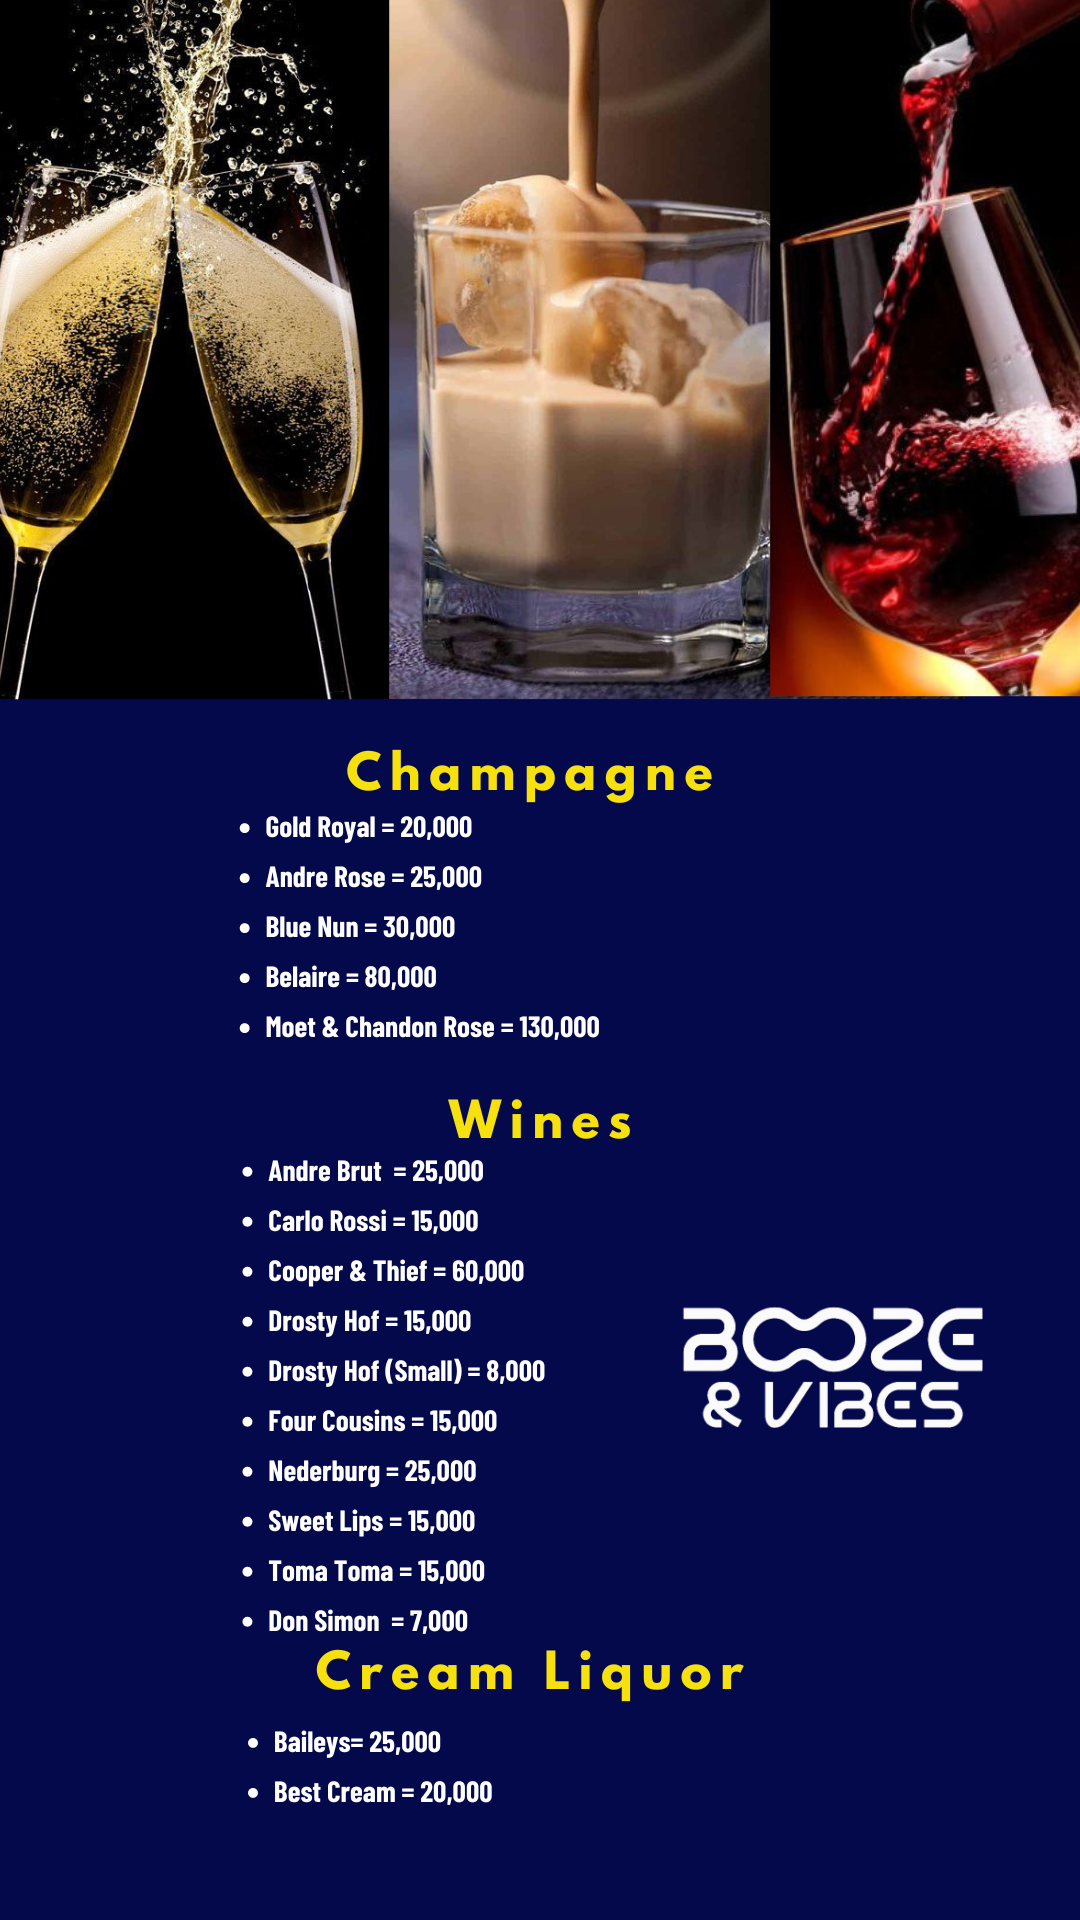 Champagne
• Gold Royal = 20,000
• Andre Rose = 25,000
• Blue Nun = 30,000
• Belaire = 80,000
• Moet & Chandon Rose = 130,000
Wines
• Andre Brut  = 25,000
• Carlo Rossi = 15,000
• Cooper & Thief = 60,000
• Drosty Hof = 15,000
• Drosty Hof (Small) = 8,000
• Four Cousins = 15,000
• Nederburg = 25,000
• Sweet Lips = 15,000
• Toma Toma = 15,000
• Don Simon  = 7,000
BOOZE
& VIBES
Cream Liquor
• Baileys= 25,000
• Best Cream = 20,000